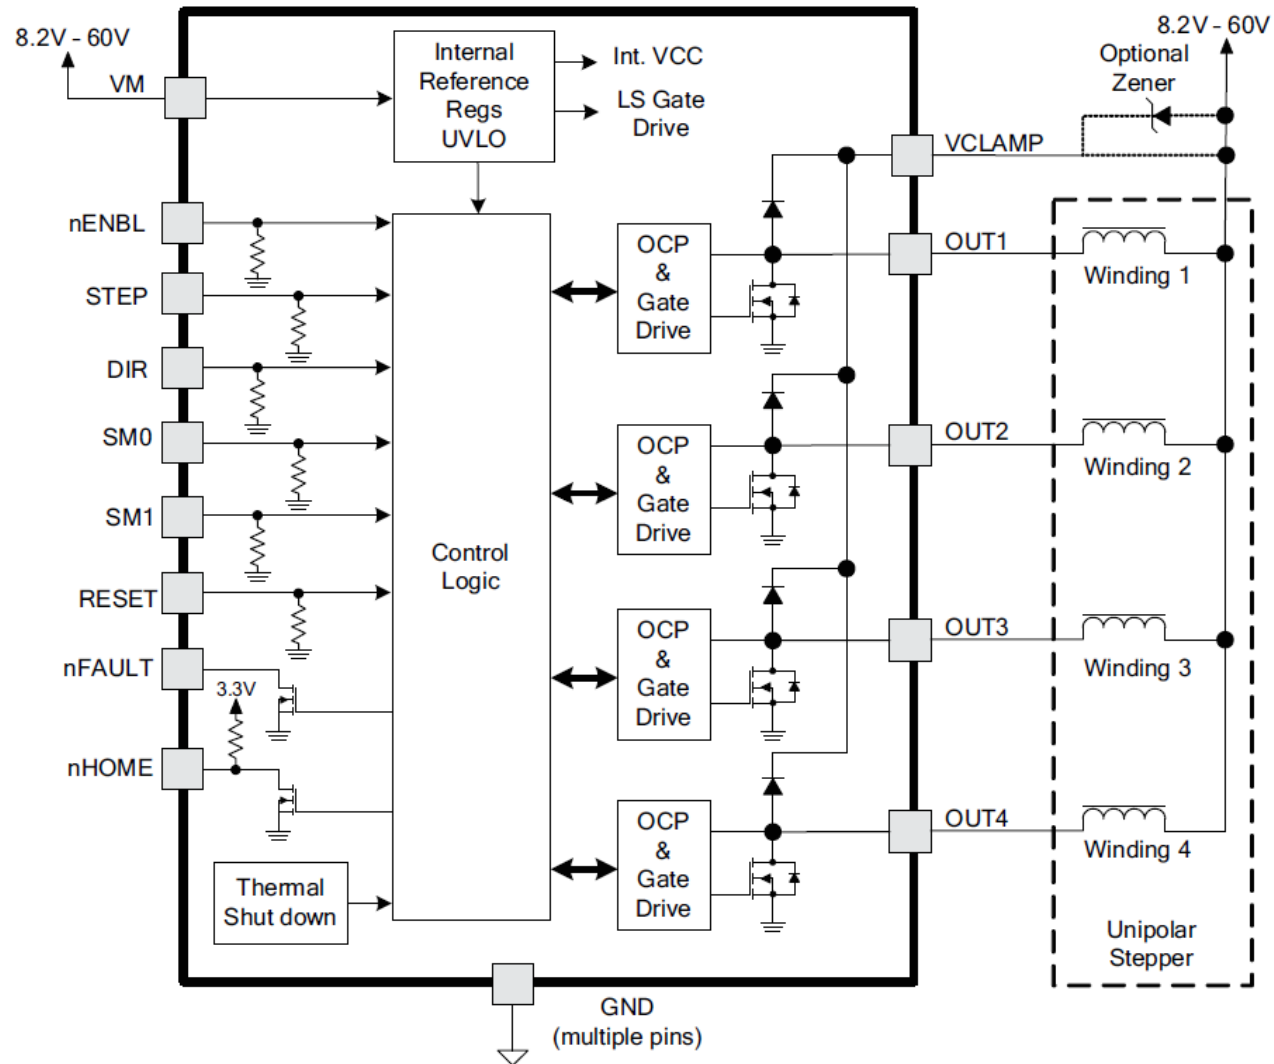 8.2V - 60V
VM
Internal
Reference
Regs
UVLO
Int. VCC
LS Gate
Drive
8.2V - 60V
Optional
Zener
VCLAMP
nENBL
STEP
DIR
SM0
SM1
RESET
nFAULT
3.3V
nHOME
Control
Logic
Thermal
Shut down
OCP
&
Gate
Drive
OUT1
Winding 1
OCP
&
Gate
Drive
OUT2
Winding 2
OCP
&
Gate
Drive
OUT3
Winding 3
OCP
&
Gate
Drive
OUT4
Winding 4
Unipolar
Stepper
GND
(multiple pins)